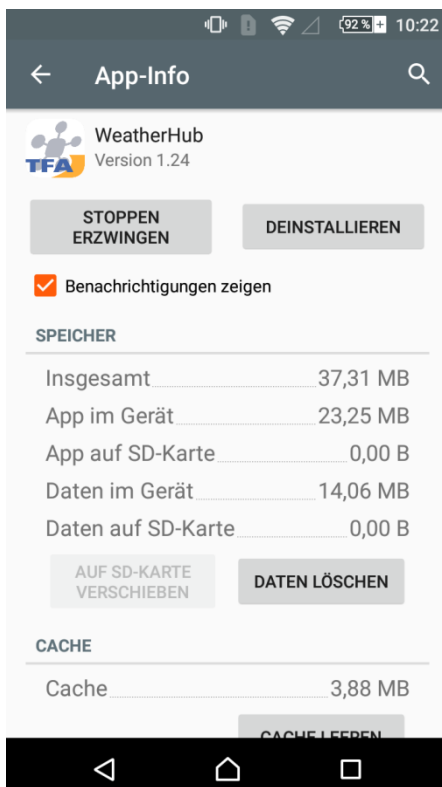 92 % 10:22
App-Info
WeatherHub
TFA Version 1.24
STOPPEN
ERZWINGEN
DEINSTALLIEREN
Benachrichtigungen zeigen
SPEICHER
Insgesamt 37,31 MB
App im Gerät 23,25 MB
App auf SD-Karte 0,00 B
Daten im Gerät 14,06 MB
Daten auf SD-Karte 0,00 B
AUF SD-KARTE
VERSCHIEBEN
DATEN LÖSCHEN
CACHE
Cache 3,88 MB
CACHE LEEREN